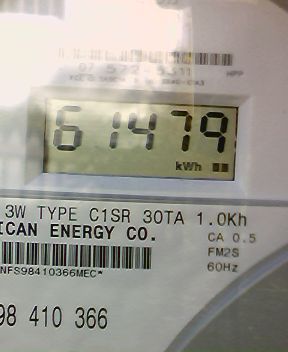 61479
kWh
3W TYPE C1SR 30TA 1.0Kh
ICAN ENERGY CO.
CA 0.5
FM2S
60Hz
NFS98410366MEC*
98 410 366